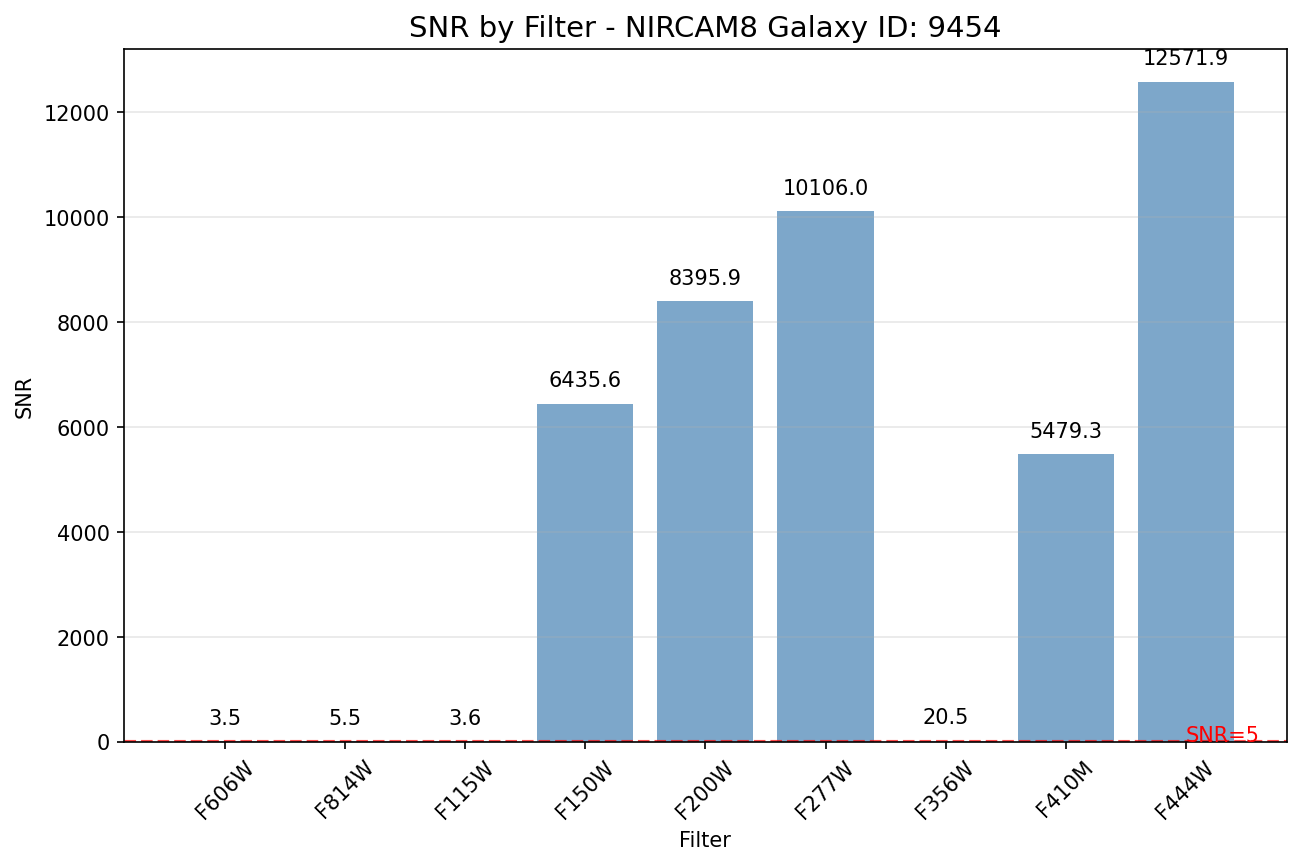 SNR by Filter - NIRCAM8 Galaxy ID: 9454
SNR
12000
10000
8000
6000
4000
2000
0
3.5
5.5
3.6
6435.6
8395.9
10106.0
20.5
5479.3
12571.9
SNR=5
F606W
F814W
F115W
F150W
F200W
F277W
F356W
F410M
F444W
Filter